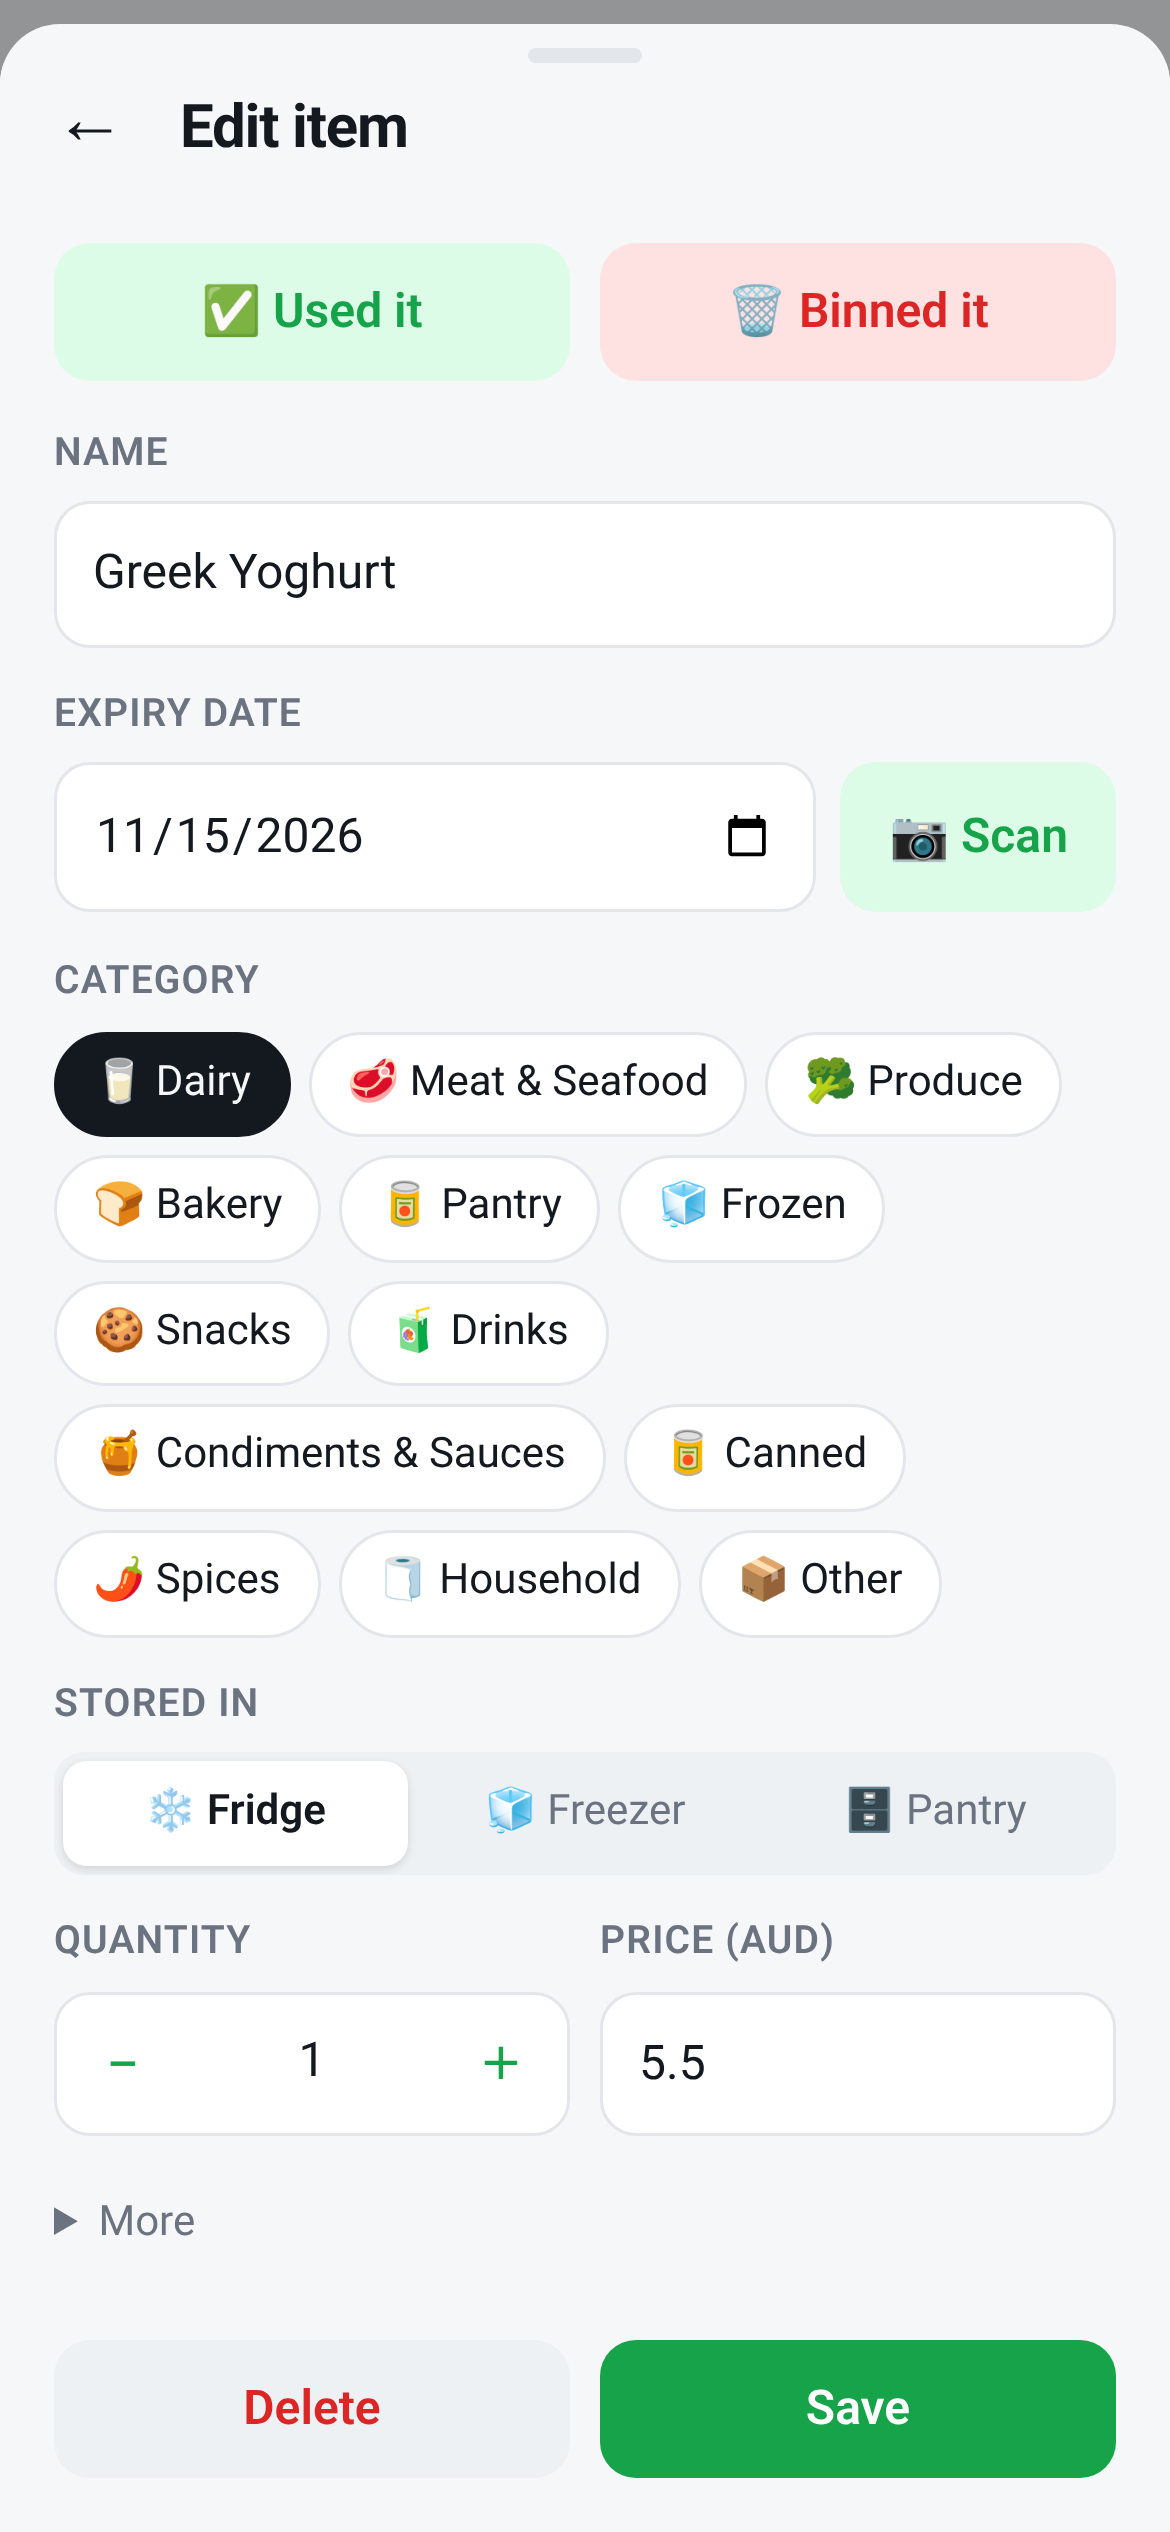 ← Edit item
✅ Used it
🗑️ Binned it
NAME
Greek Yoghurt
EXPIRY DATE
11/15/2026
📷 Scan
CATEGORY
🥛 Dairy
🥩 Meat & Seafood
🥦 Produce
🍞 Bakery
🥫 Pantry
🧊 Frozen
🍪 Snacks
🧃 Drinks
🍯 Condiments & Sauces
🥫 Canned
🌶️ Spices
🧻 Household
📦 Other
STORED IN
❄️ Fridge
🧊 Freezer
🗄️ Pantry
QUANTITY
PRICE (AUD)
− 1 +
5.5
▶ More
Delete
Save